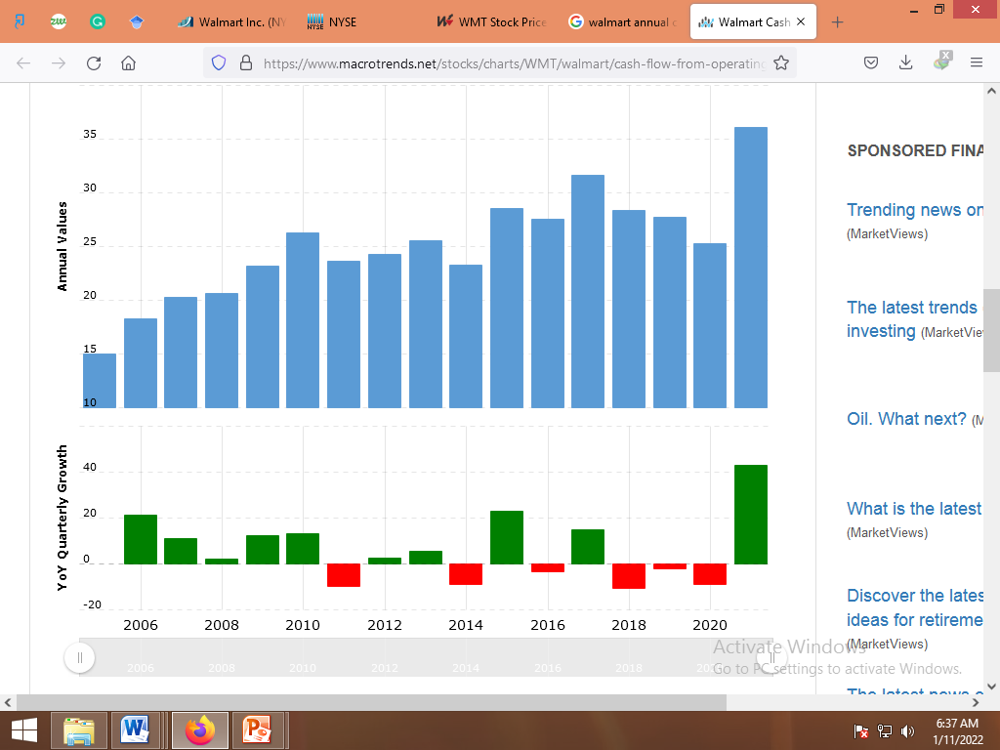 Walmart Inc. (NY
NYSE
WMT Stock Price
walmart annual c
Walmart Cash
https://www.macrotrends.net/stocks/charts/WMT/walmart/cash-flow-from-operating
Annual Values
35
30
25
20
15
10
YoY Quarterly Growth
40
20
0
-20
2006 2008 2010 2012 2014 2016 2018 2020
2006 2008 2010 2012 2014 2016 2018
SPONSORED FINA
Trending news on
(MarketViews)
The latest trends
investing (MarketVie
Oil. What next? (M
What is the latest
(MarketViews)
Discover the lates
ideas for retireme
(MarketViews)
The latest news o
Activate Windows
Go to PC settings to activate Windows.
6:37 AM
1/11/2022